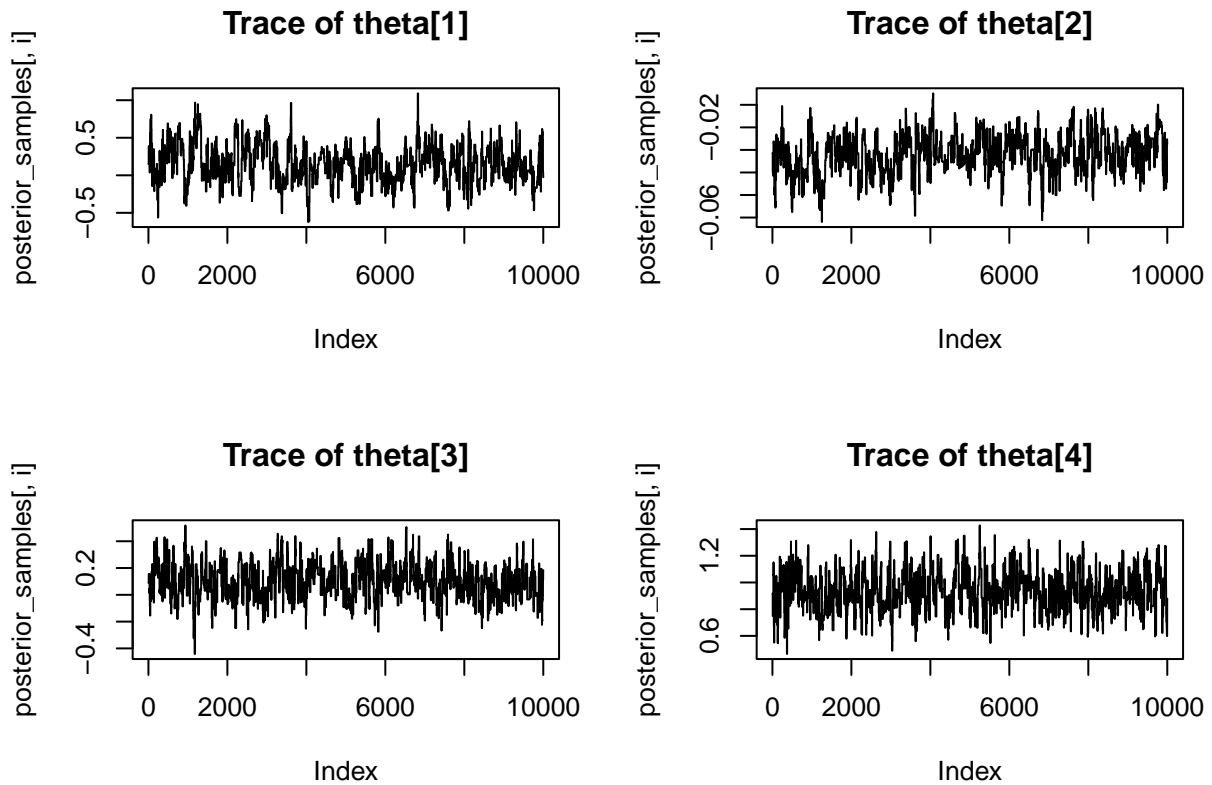 Trace of theta[1]
posterior_samples[, i]
0.5
−0.5
0 2000 6000 10000
Index
Trace of theta[2]
posterior_samples[, i]
−0.02
−0.06
0 2000 6000 10000
Index
Trace of theta[3]
posterior_samples[, i]
0.2
−0.4
0 2000 6000 10000
Index
Trace of theta[4]
posterior_samples[, i]
1.2
0.6
0 2000 6000 10000
Index